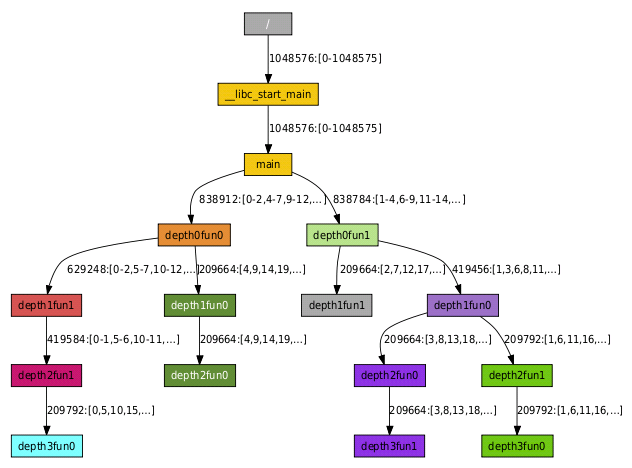 /
1048576:[0-1048575]
__libc_start_main
1048576:[0-1048575]
main
838912:[0-2,4-7,9-12,...]
838784:[1-4,6-9,11-14,...]
depth0fun0
depth0fun1
629248:[0-2,5-7,10-12,...]
209664:[4,9,14,19,...]
209664:[2,7,12,17,...]
419456:[1,3,6,8,11,...]
depth1fun1
depth1fun0
depth1fun1
depth1fun0
419584:[0-1,5-6,10-11,...]
209664:[4,9,14,19,...]
209664:[3,8,13,18,...]
209792:[1,6,11,16,...]
depth2fun1
depth2fun0
depth2fun0
depth2fun1
209792:[0,5,10,15,...]
209664:[3,8,13,18,...]
209792:[1,6,11,16,...]
depth3fun0
depth3fun1
depth3fun0